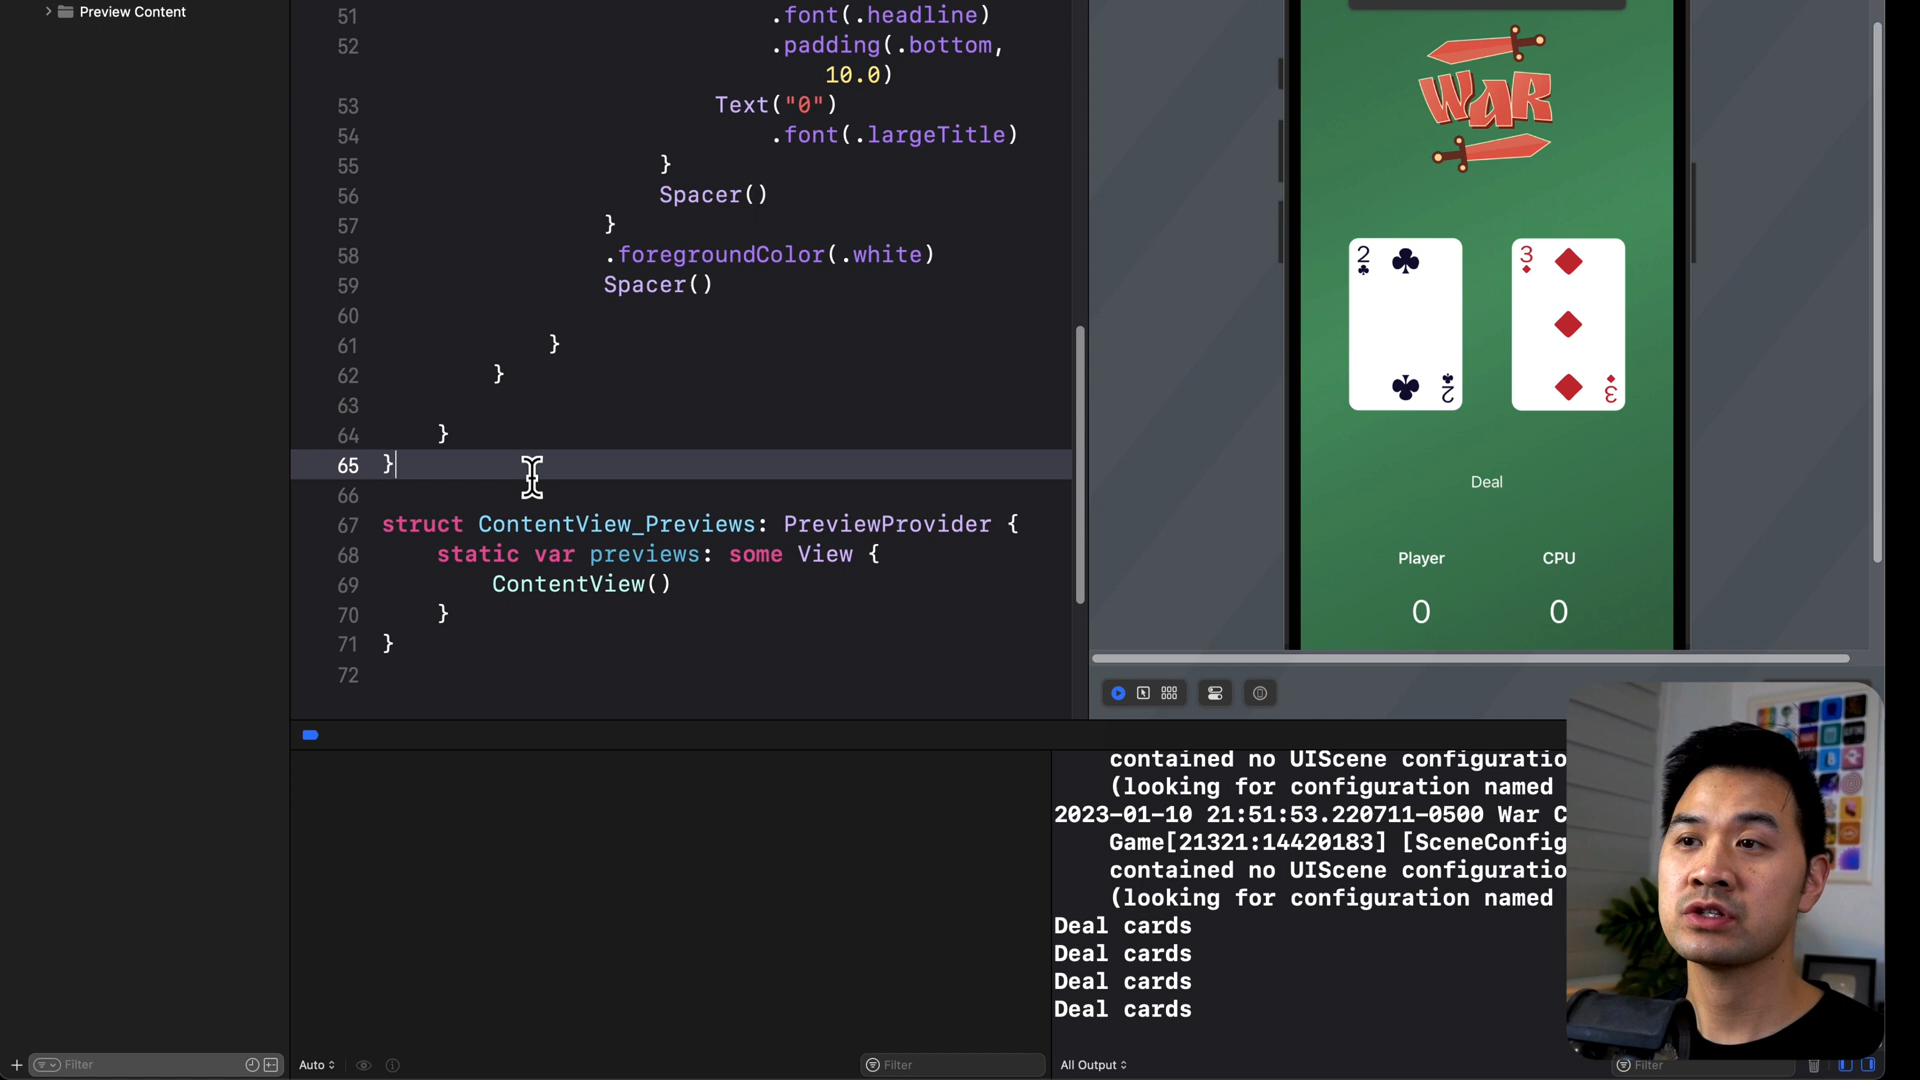 Preview Content
51 .font(.headline)
52 .padding(.bottom,
10.0)
53 Text("0")
54 .font(.largeTitle)
55 }
56 Spacer()
57 }
58 .foregroundColor(.white)
59 Spacer()
60
61 }
62 }
63
64 }
65 }
66
67 struct ContentView_Previews: PreviewProvider {
68 static var previews: some View {
69 ContentView()
70 }
71 }
72
WAR
2 3
2 3
Deal
Player CPU
0 0
contained no UIScene configuratio
(looking for configuration named
2023-01-10 21:51:53.220711-0500 War C
Game[21321:14420183] [SceneConfig
contained no UIScene configuratio
(looking for configuration named
Deal cards
Deal cards
Deal cards
Deal cards
Filter
Auto
Filter
All Output
Filter